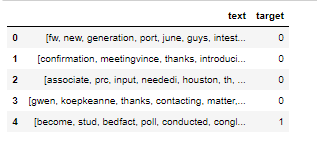 text target
0 [fw, new, generation, port, june, guys, intest... 0
1 [confirmation, meetingvince, thanks, introduci... 0
2 [associate, prc, input, neededi, houston, th, ... 0
3 [gwen, koepkeanne, thanks, contacting, matter,... 0
4 [become, stud, bedfact, poll, conducted, congl... 1